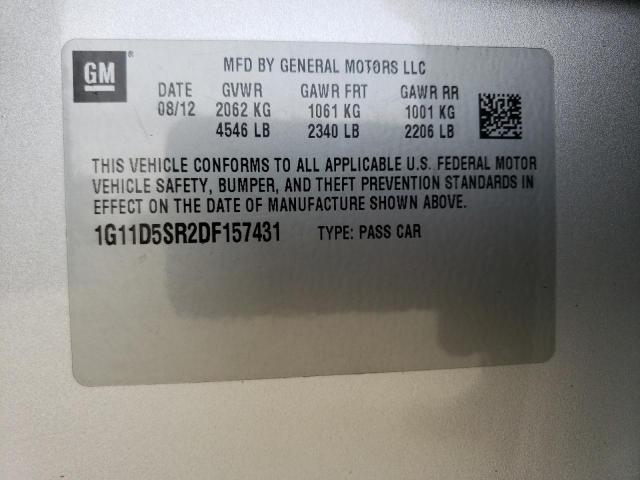 GM®
MFD BY GENERAL MOTORS LLC
DATE GVWR GAWR FRT GAWR RR
08/12 2062 KG 1061 KG 1001 KG
4546 LB 2340 LB 2206 LB
THIS VEHICLE CONFORMS TO ALL APPLICABLE U.S. FEDERAL MOTOR
VEHICLE SAFETY, BUMPER, AND THEFT PREVENTION STANDARDS IN
EFFECT ON THE DATE OF MANUFACTURE SHOWN ABOVE.
1G11D5SR2DF157431 TYPE: PASS CAR